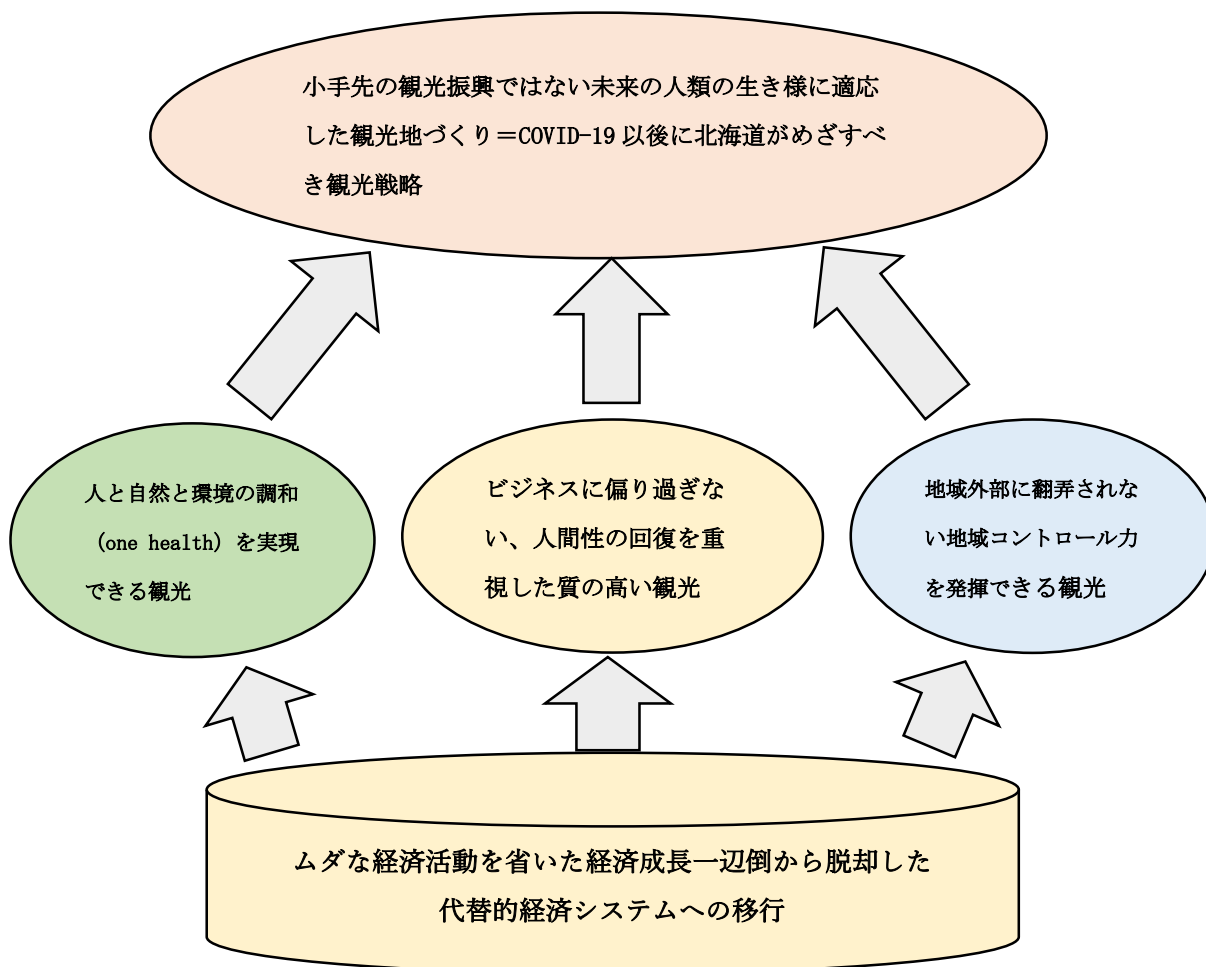 小手先の観光振興ではない未来の人類の生き様に適応
した観光地づくり＝COVID-19 以後に北海道がめざすべ
き観光戦略
人と自然と環境の調和
（one health）を実現
できる観光
ビジネスに偏り過ぎな
い、人間性の回復を重
視した質の高い観光
地域外部に翻弄されな
い地域コントロール力
を発揮できる観光
ムダな経済活動を省いた経済成長一辺倒から脱却した
代替的経済システムへの移行